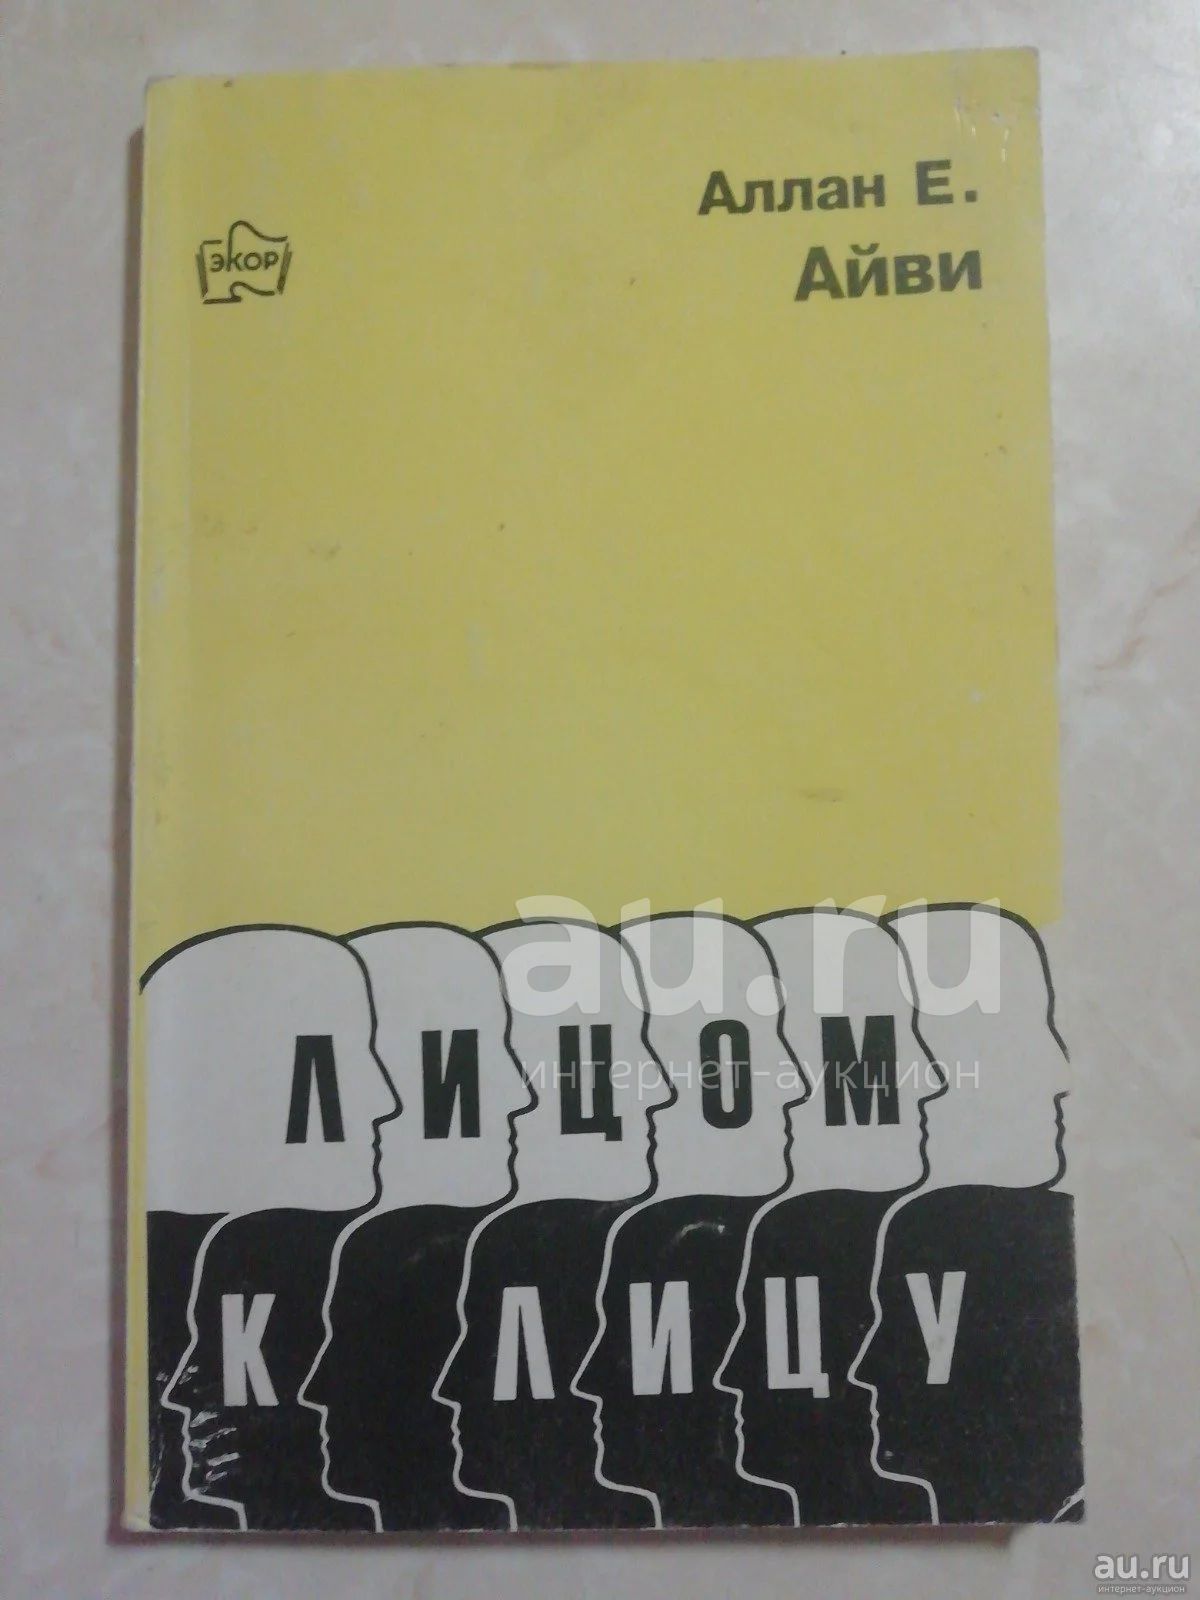 Аллан Е.
Айви
ЭКОР
au.ru
интернет-аукцион
ЛИЦОМ
К ЛИЦУ
au.ru
интернет-аукцион